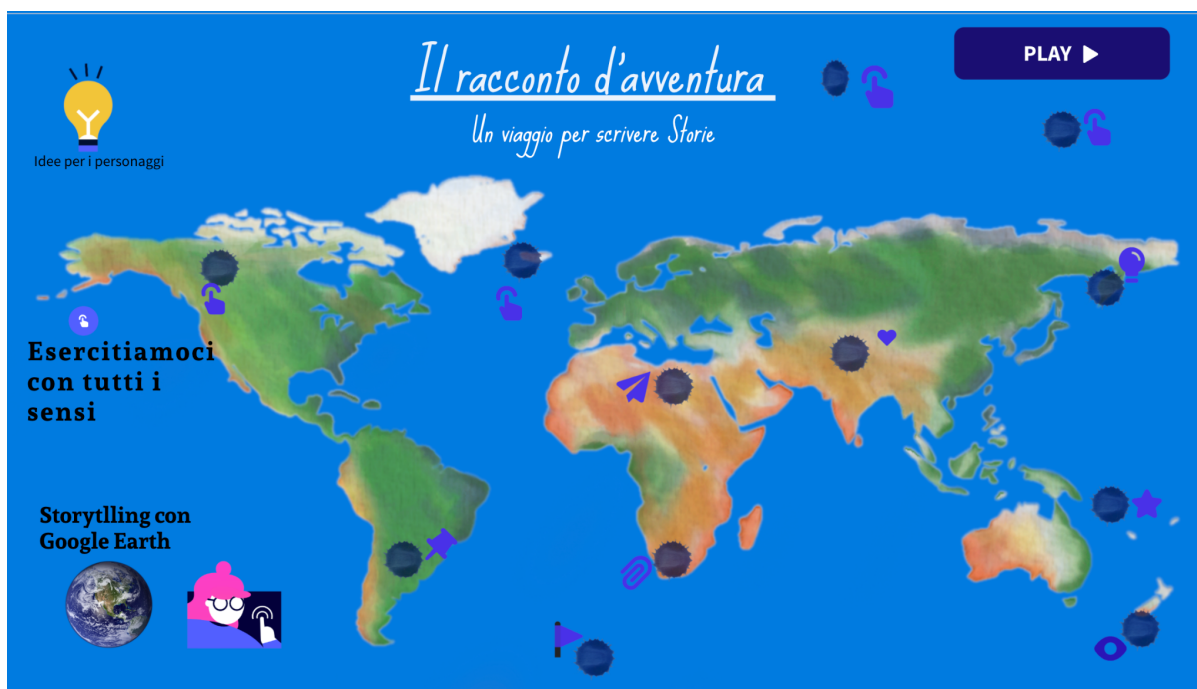 Il racconto d'avventura
Un viaggio per scrivere Storie
PLAY
Idee per i personaggi
Esercitiamoci
con tutti i
sensi
Storytlling con
Google Earth